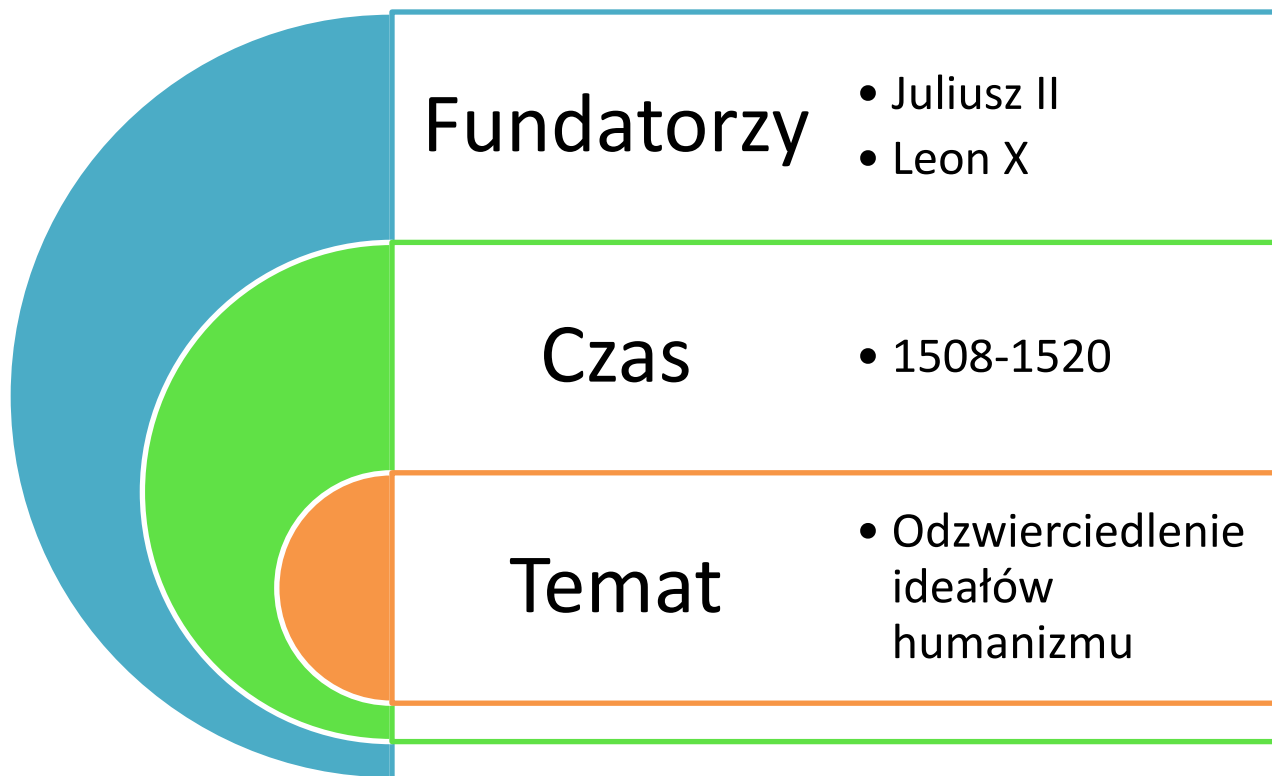 Fundatorzy
• Juliusz II
• Leon X
Czas
• 1508-1520
Temat
• Odzwierciedlenie
ideałów
humanizmu